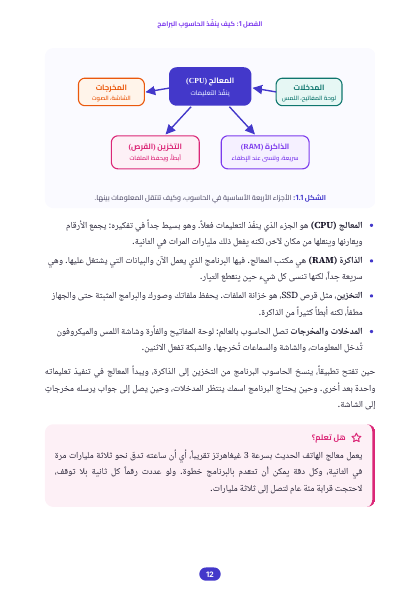 الفصل 1: كيف ينفّذ الحاسوب البرامج
المعالج (CPU)
ينفّذ التعليمات
المدخلات
لوحة المفاتيح، اللمس
المخرجات
الشاشة، الصوت
الذاكرة (RAM)
سريعة، وتنسى عند الإطفاء
التخزين (القرص)
أبطأ، ويحفظ الملفات
الشكل 1.1: الأجزاء الأربعة الأساسية في الحاسوب، وكيف تنتقل المعلومات بينها.
• المعالج (CPU) هو الجزء الذي ينفّذ التعليمات فعلاً. وهو بسيط جداً في تفكيره: يجمع الأرقام
ويقارنها وينقلها من مكان لآخر، لكنه يفعل ذلك مليارات المرات في الثانية.
• الذاكرة (RAM) هي مكتب المعالج. فيها البرنامج الذي يعمل الآن والبيانات التي يشتغل عليها. وهي
سريعة جداً، لكنها تنسى كل شيء حين ينقطع التيار.
• التخزين، مثل قرص SSD، هو خزانة الملفات. يحفظ ملفاتك وصورك والبرامج المثبتة حتى والجهاز
مطفأ، لكنه أبطأ كثيراً من الذاكرة.
• المدخلات والمخرجات تصل الحاسوب بالعالم: لوحة المفاتيح والفأرة وشاشة اللمس والميكروفون
تُدخل المعلومات، والشاشة والسماعات تُخرجها. والشبكة تفعل الاثنين.
حين تفتح تطبيقاً، ينسخ الحاسوب البرنامج من التخزين إلى الذاكرة، ويبدأ المعالج في تنفيذ تعليماته
واحدة بعد أخرى. وحين يحتاج البرنامج اسمك ينتظر المدخلات، وحين يصل إلى جواب يرسله مخرجاتٍ
إلى الشاشة.
هل تعلم؟
يعمل معالج الهاتف الحديث بسرعة 3 غيغاهرتز تقريباً، أي أن ساعته تدق نحو ثلاثة مليارات مرة
في الثانية، وكل دقة يمكن أن تتقدم بالبرنامج خطوة. ولو عددت رقماً كل ثانية بلا توقف،
لاحتجت قرابة مئة عام لتصل إلى ثلاثة مليارات.
12